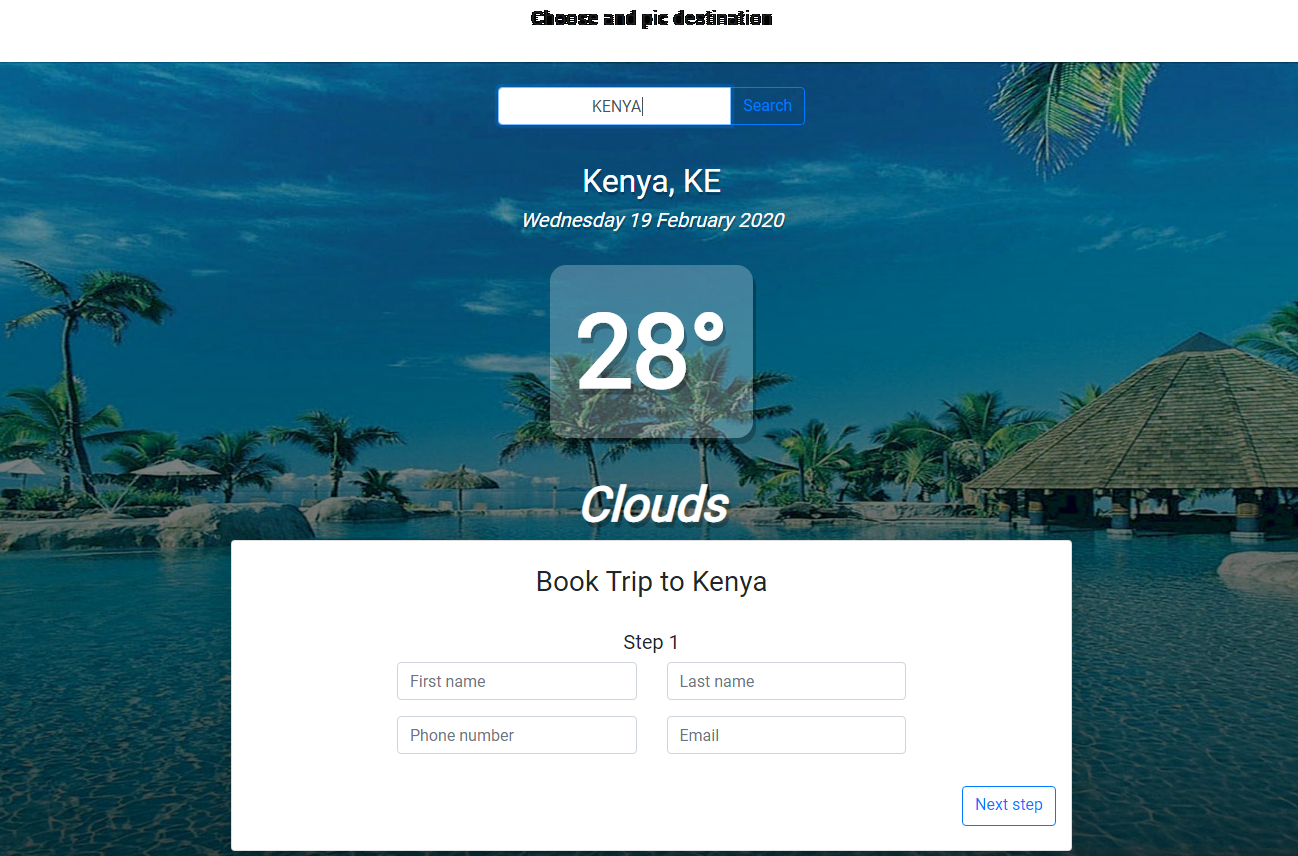 Choose and pic destination
KENYA
Search
Kenya, KE
Wednesday 19 February 2020
28°
Clouds
Book Trip to Kenya
Step 1
First name
Last name
Phone number
Email
Next step